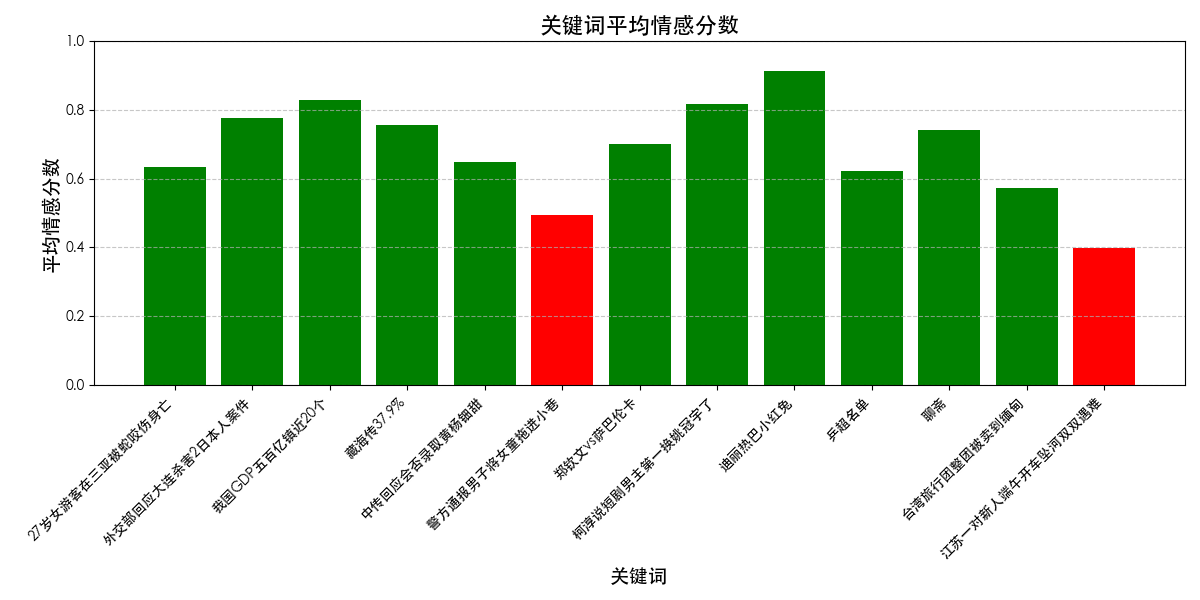 关键词平均情感分数
平均情感分数
1.0
0.8
0.6
0.4
0.2
0.0
27岁女游客在三亚被蛇咬伤身亡
外交部回应大连杀害2日本人案件
我国GDP五百亿镇近20个
藏海传37.9%
中传回应会否录取黄杨钿甜
警方通报男子将女童拖进小巷
郑钦文vs萨巴伦卡
柯淳说短剧男主第一换姚冠宇了
迪丽热巴小红兔
乒超名单
聊斋
台湾旅行团整团被卖到缅甸
江苏一对新人端午开车坠河双双遇难
关键词